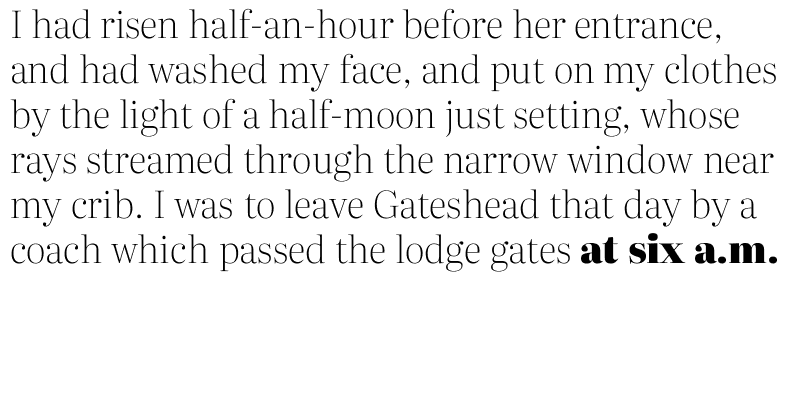 I had risen half-an-hour before her entrance,
and had washed my face, and put on my clothes
by the light of a half-moon just setting, whose
rays streamed through the narrow window near
my crib. I was to leave Gateshead that day by a
coach which passed the lodge gates at six a.m.